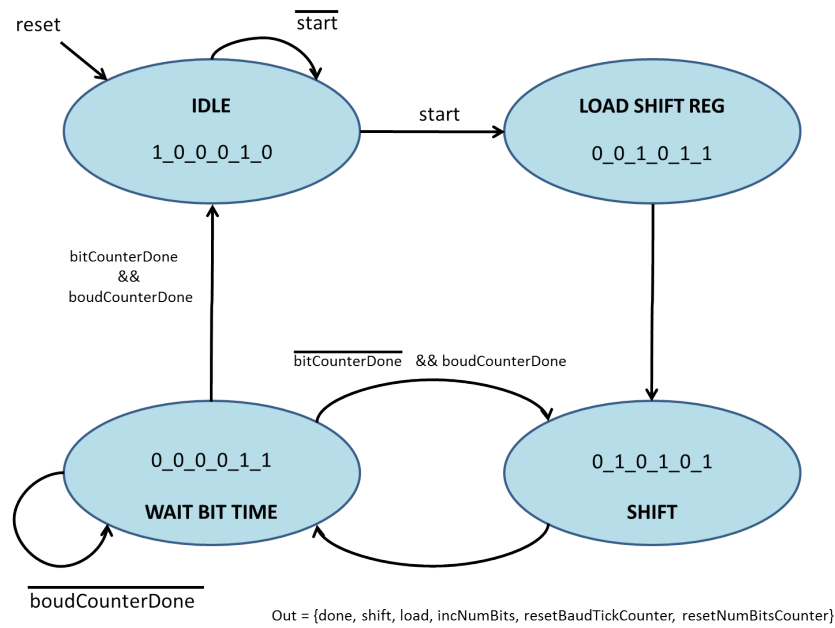 reset
start
IDLE
1_0_0_0_1_0
start
LOAD SHIFT REG
0_0_1_0_1_1
bitCounterDone
&&
boudCounterDone
bitCounterDone && boudCounterDone
0_0_0_0_1_1
WAIT BIT TIME
0_1_0_1_0_1
SHIFT
boudCounterDone
Out = {done, shift, load, incNumBits, resetBaudTickCounter, resetNumBitsCounter}